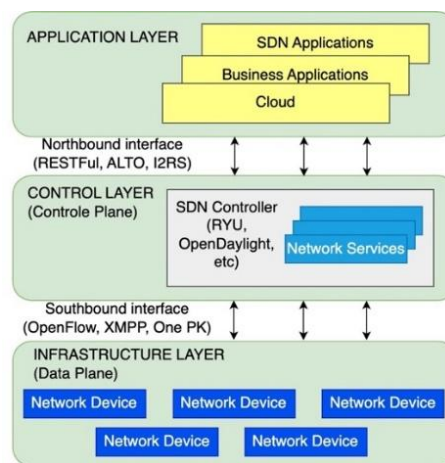 APPLICATION LAYER
SDN Applications
Business Applications
Cloud
Northbound interface
(RESTFul, ALTO, I2RS)
CONTROL LAYER
(Controle Plane)
SDN Controller
(RYU,
OpenDaylight,
etc)
Network Services
Southbound interface
(OpenFlow, XMPP, One PK)
INFRASTRUCTURE LAYER
(Data Plane)
Network Device
Network Device
Network Device
Network Device
Network Device